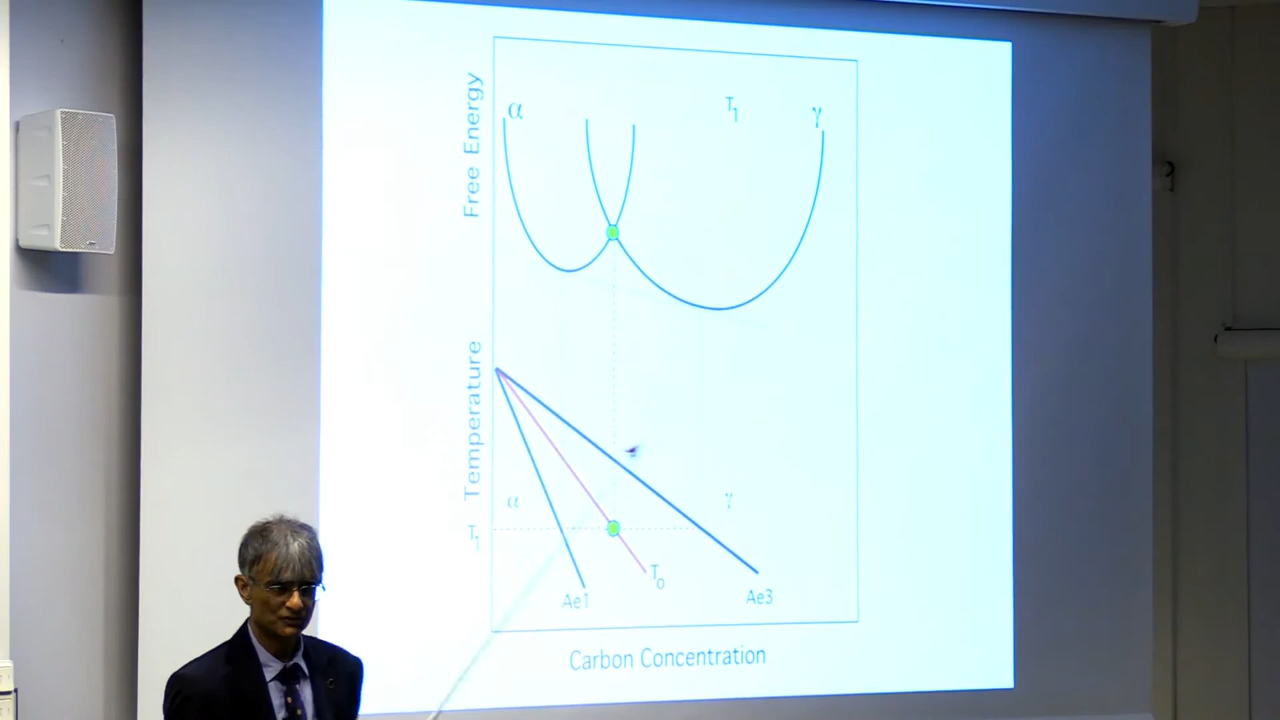 Free Energy
α
T1
γ
Temperature
α
γ
T1
T0
Ae1
Ae3
Carbon Concentration